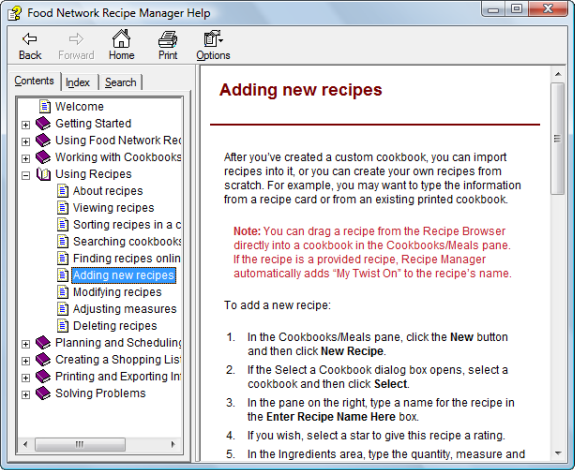 Food Network Recipe Manager Help
Back Forward Home Print Options
Contents Index Search
Welcome
Getting Started
Using Food Network Rec
Working with Cookbooks
Using Recipes
About recipes
Viewing recipes
Sorting recipes in a c
Searching cookbooks
Finding recipes onlin
Adding new recipes
Modifying recipes
Adjusting measures
Deleting recipes
Planning and Scheduling
Creating a Shopping List
Printing and Exporting Inf
Solving Problems
Adding new recipes
After you've created a custom cookbook, you can import
recipes into it, or you can create your own recipes from
scratch. For example, you may want to type the information
from a recipe card or from an existing printed cookbook.
Note: You can drag a recipe from the Recipe Browser
directly into a cookbook in the Cookbooks/Meals pane.
If the recipe is a provided recipe, Recipe Manager
automatically adds “My Twist On” to the recipe's name.
To add a new recipe:
1. In the Cookbooks/Meals pane, click the New button
and then click New Recipe.
2. If the Select a Cookbook dialog box opens, select a
cookbook and then click Select.
3. In the pane on the right, type a name for the recipe in
the Enter Recipe Name Here box.
4. If you wish, select a star to give this recipe a rating.
5. In the Ingredients area, type the quantity, measure and